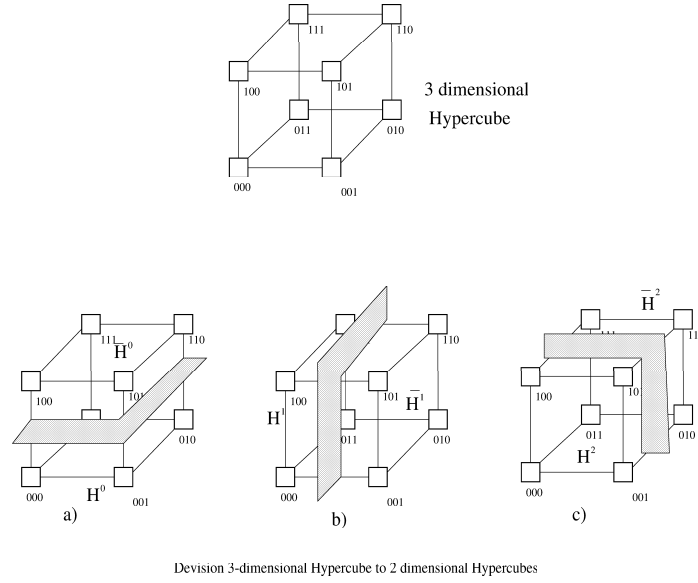 111
110
100
101
3 dimensional
Hypercube
011
010
000
001
H̅⁰
111
110
100
101
010
000
001
H⁰
a)
110
100
101
H¹
H̅¹
011
010
000
001
b)
H̅²
100
011
010
H²
000
001
c)
Devision 3-dimensional Hypercube to 2 dimensional Hypercubes